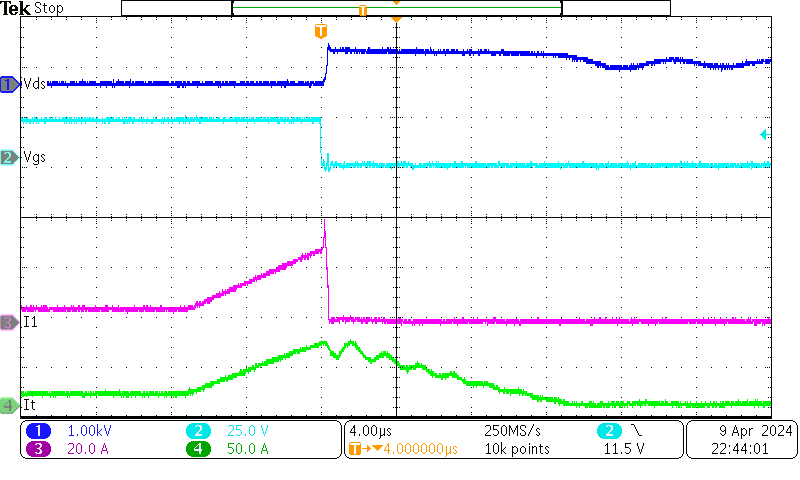 Tek Stop
T
T
1 Vds
2 Vgs
3 I1
4 It
1 1.00kV 2 25.0 V
3 20.0 A 4 50.0 A
4.00µs 250MS/s
T→▼4.000000µs 10k points
2 11.5 V
9 Apr 2024
22:44:01